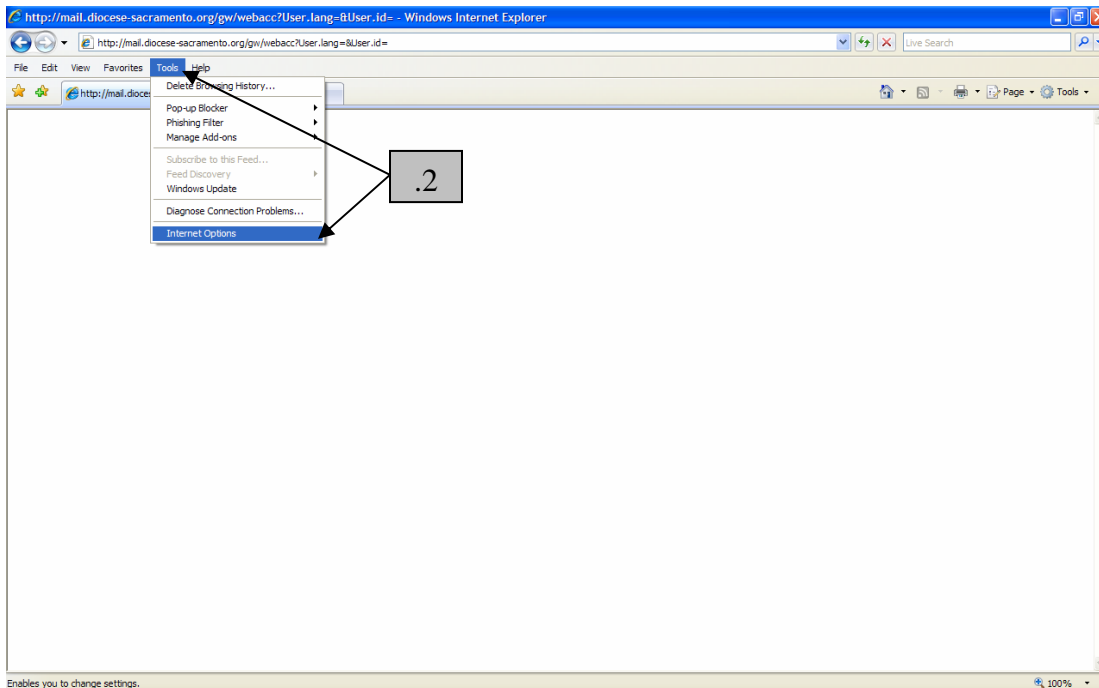 http://mail.diocese-sacramento.org/gw/webacc?User.lang=&User.id= - Windows Internet Explorer
http://mail.diocese-sacramento.org/gw/webacc?User.lang=&User.id=
Live Search
File Edit View Favorites Tools Help
http://mail.dioces
Page Tools
Delete Browsing History...
Pop-up Blocker
Phishing Filter
Manage Add-ons
Subscribe to this Feed...
Feed Discovery
Windows Update
Diagnose Connection Problems...
Internet Options
.2
Enables you to change settings.
100%